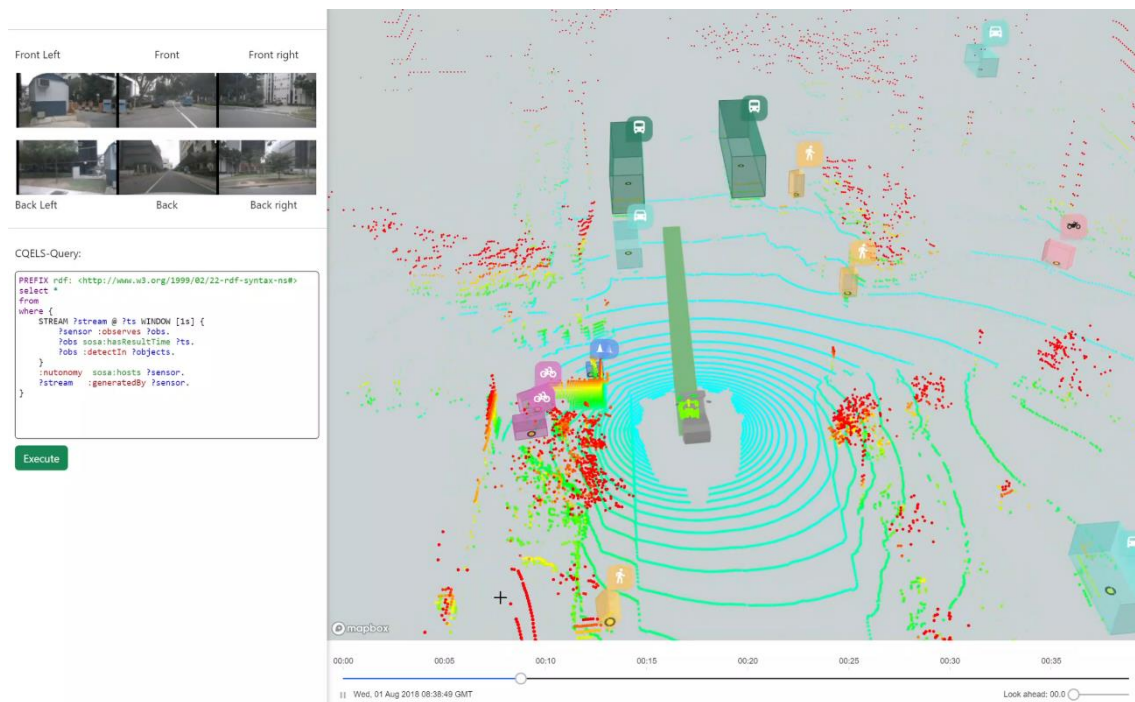 Front Left Front Front right
Back Left Back Back right
CQELS-Query:
PREFIX rdf: <http://www.w3.org/1999/02/22-rdf-syntax-ns#>
select *
from
where {
STREAM ?stream @ ?ts WINDOW [1s] {
?sensor :observes ?obs.
?obs sosa:hasResultTime ?ts.
?obs :detectIn ?objects.
}
:nutonomy sosa:hosts ?sensor.
?stream :generatedBy ?sensor.
}
Execute
mapbox
00:00 00:05 00:10 00:15 00:20 00:25 00:30 00:35
Wed, 01 Aug 2018 08:38:49 GMT Look ahead: 00.0